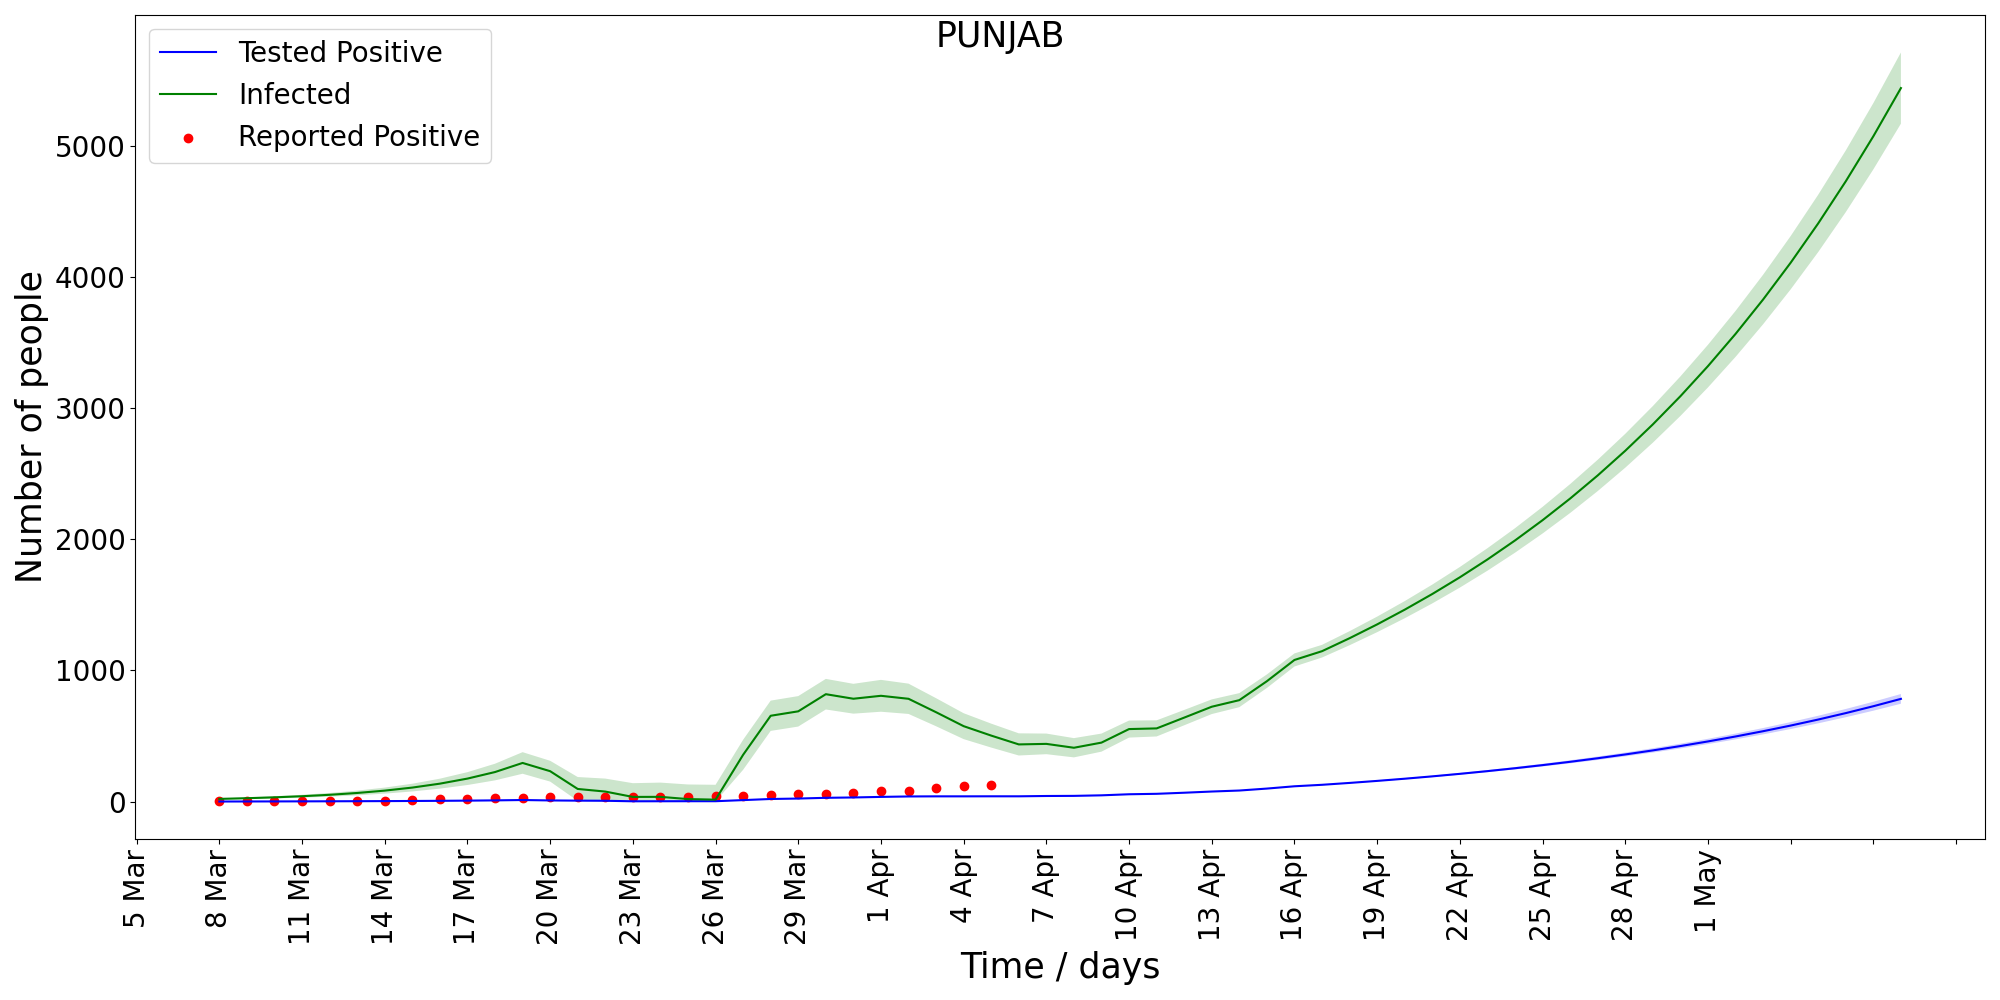 PUNJAB
Tested Positive
Infected
Reported Positive
Number of people
5000
4000
3000
2000
1000
0
5 Mar
8 Mar
11 Mar
14 Mar
17 Mar
20 Mar
23 Mar
26 Mar
29 Mar
1 Apr
4 Apr
7 Apr
10 Apr
13 Apr
16 Apr
19 Apr
22 Apr
25 Apr
28 Apr
1 May
Time / days